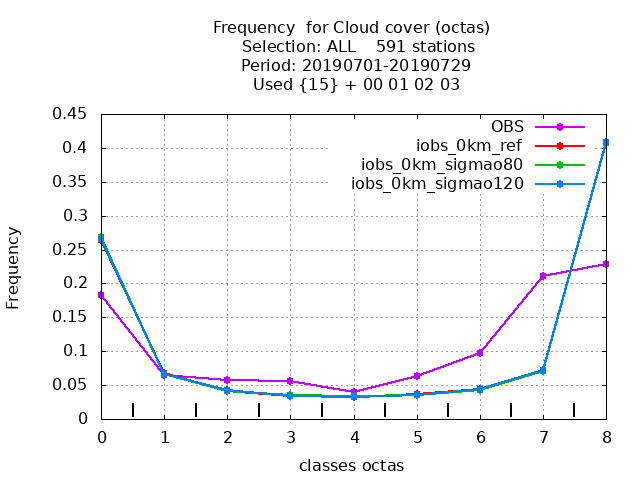 Frequency  for Cloud cover (octas)
Selection: ALL    591 stations
Period: 20190701-20190729
Used {15} + 00 01 02 03
OBS
iobs_0km_ref
iobs_0km_sigmao80
iobs_0km_sigmao120
0.45
0.4
0.35
0.3
0.25
0.2
0.15
0.1
0.05
0
Frequency
0 1 2 3 4 5 6 7 8
classes octas